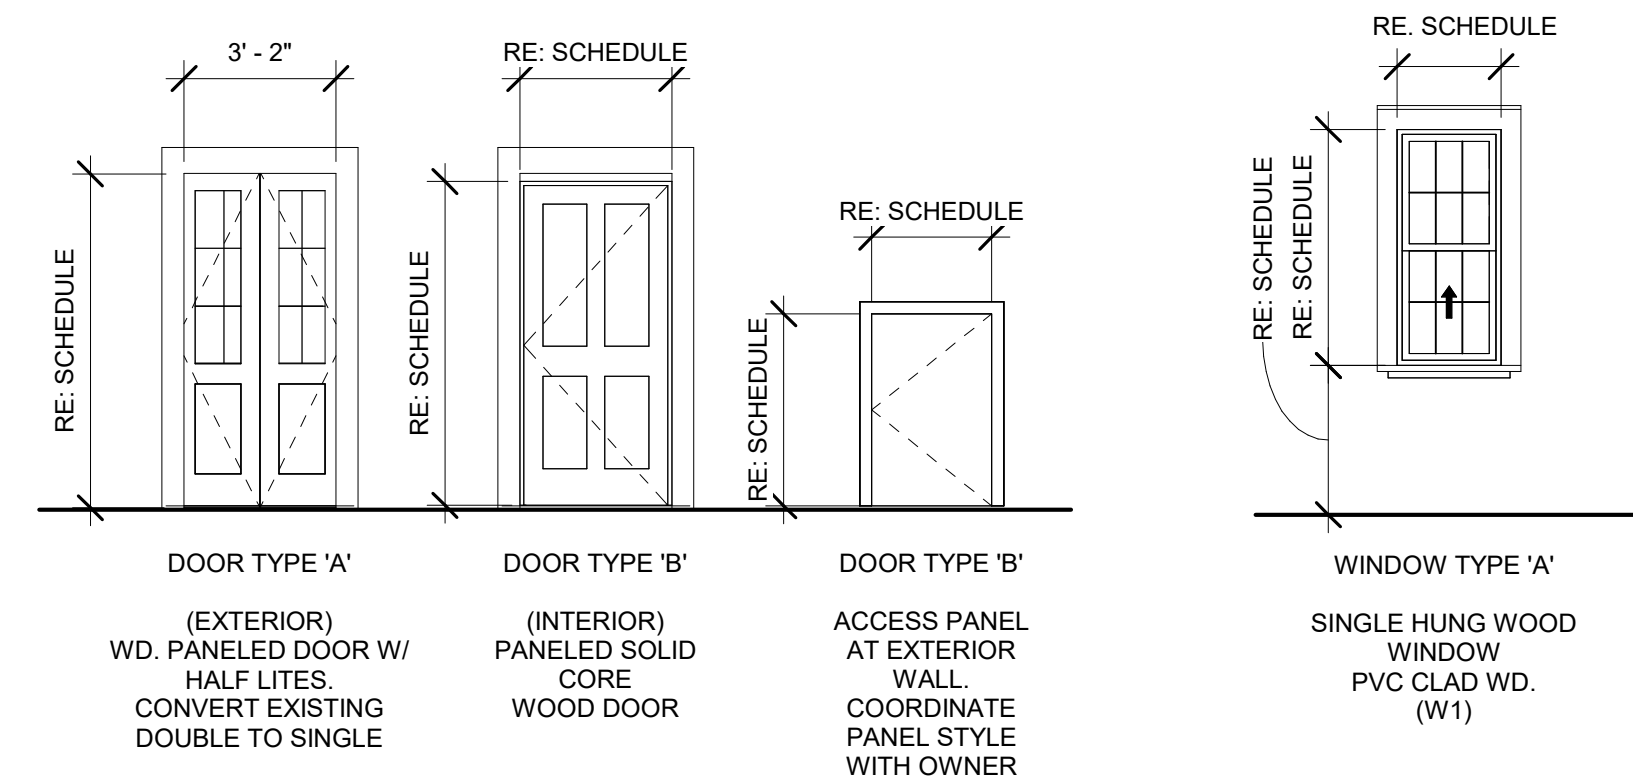 3' - 2"
RE: SCHEDULE
DOOR TYPE 'A'
(EXTERIOR)
WD. PANELED DOOR W/
HALF LITES.
CONVERT EXISTING
DOUBLE TO SINGLE
RE: SCHEDULE
RE: SCHEDULE
DOOR TYPE 'B'
(INTERIOR)
PANELED SOLID
CORE
WOOD DOOR
RE: SCHEDULE
RE: SCHEDULE
DOOR TYPE 'B'
ACCESS PANEL
AT EXTERIOR
WALL.
COORDINATE
PANEL STYLE
WITH OWNER
RE. SCHEDULE
RE: SCHEDULE
RE: SCHEDULE
WINDOW TYPE 'A'
SINGLE HUNG WOOD
WINDOW
PVC CLAD WD.
(W1)